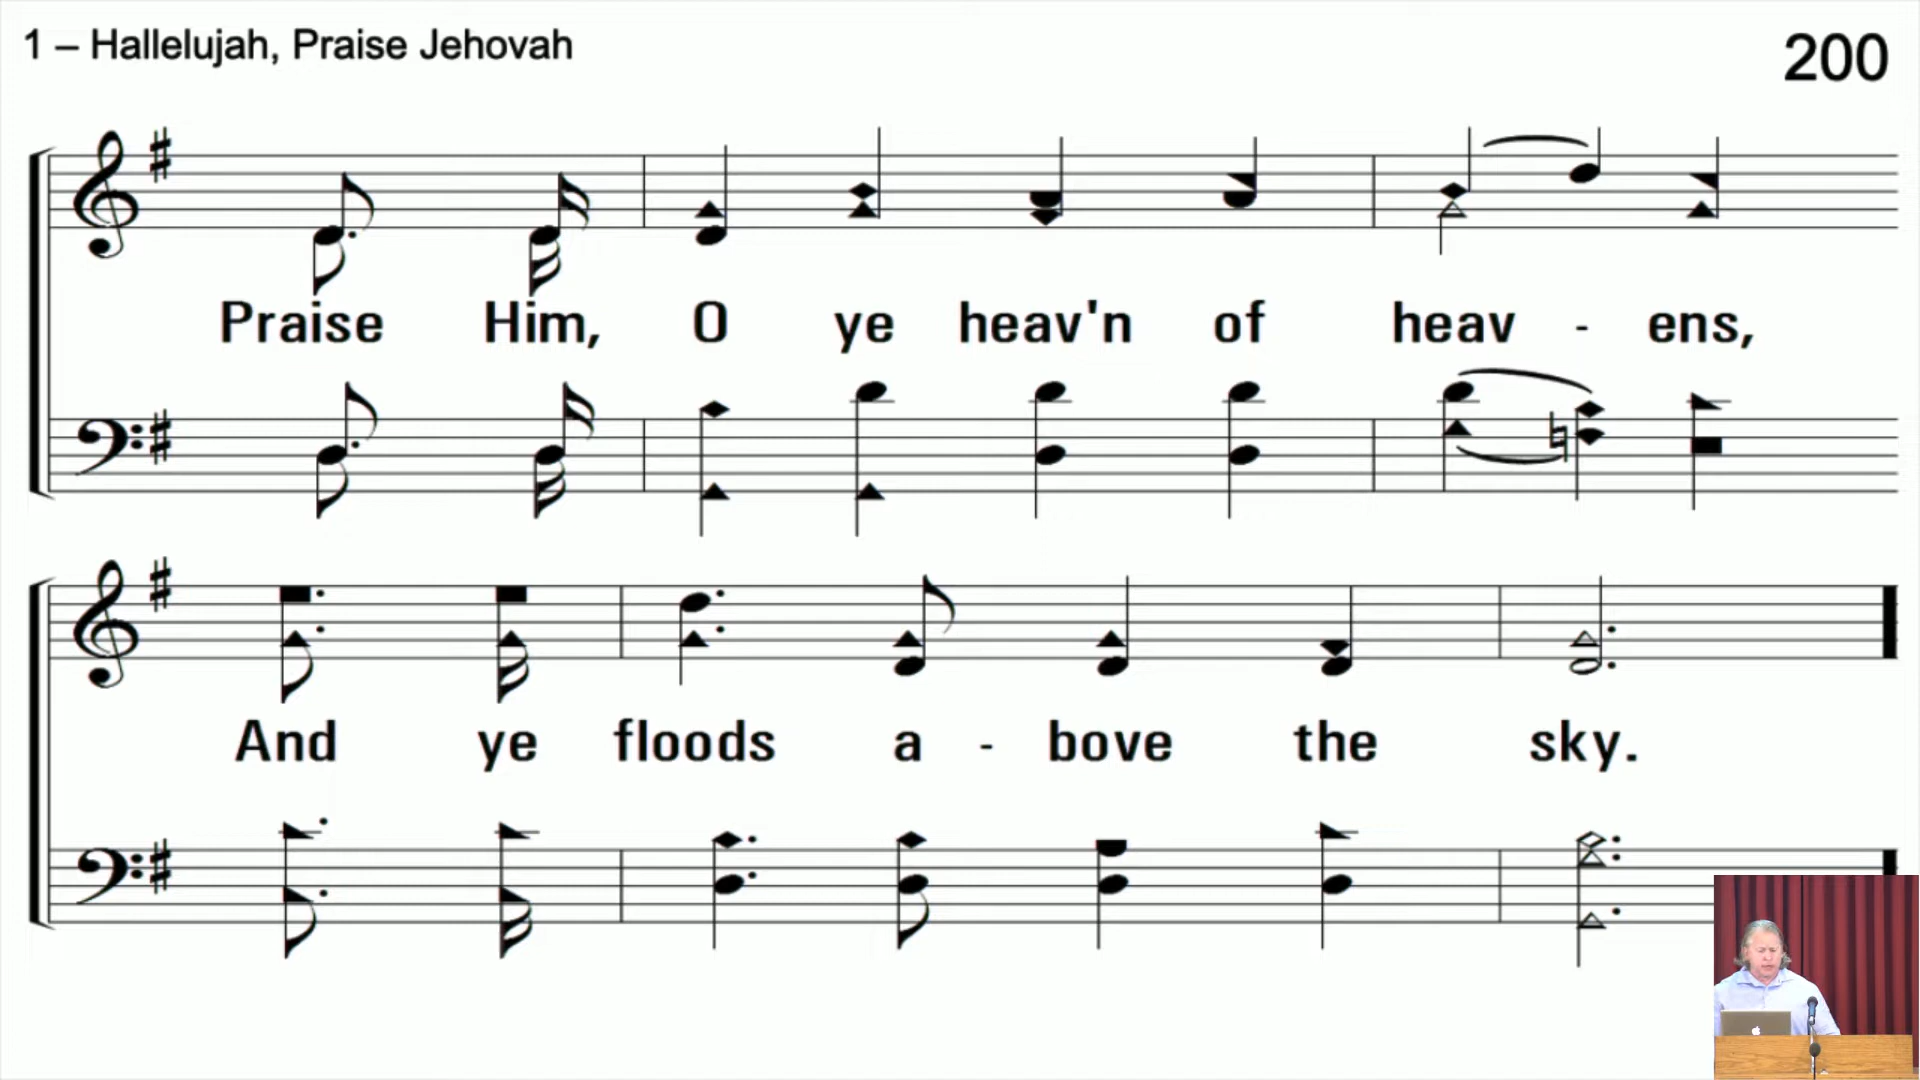 1 – Hallelujah, Praise Jehovah
200
Praise Him, O ye heav'n of heav - ens,
And ye floods a - bove the sky.